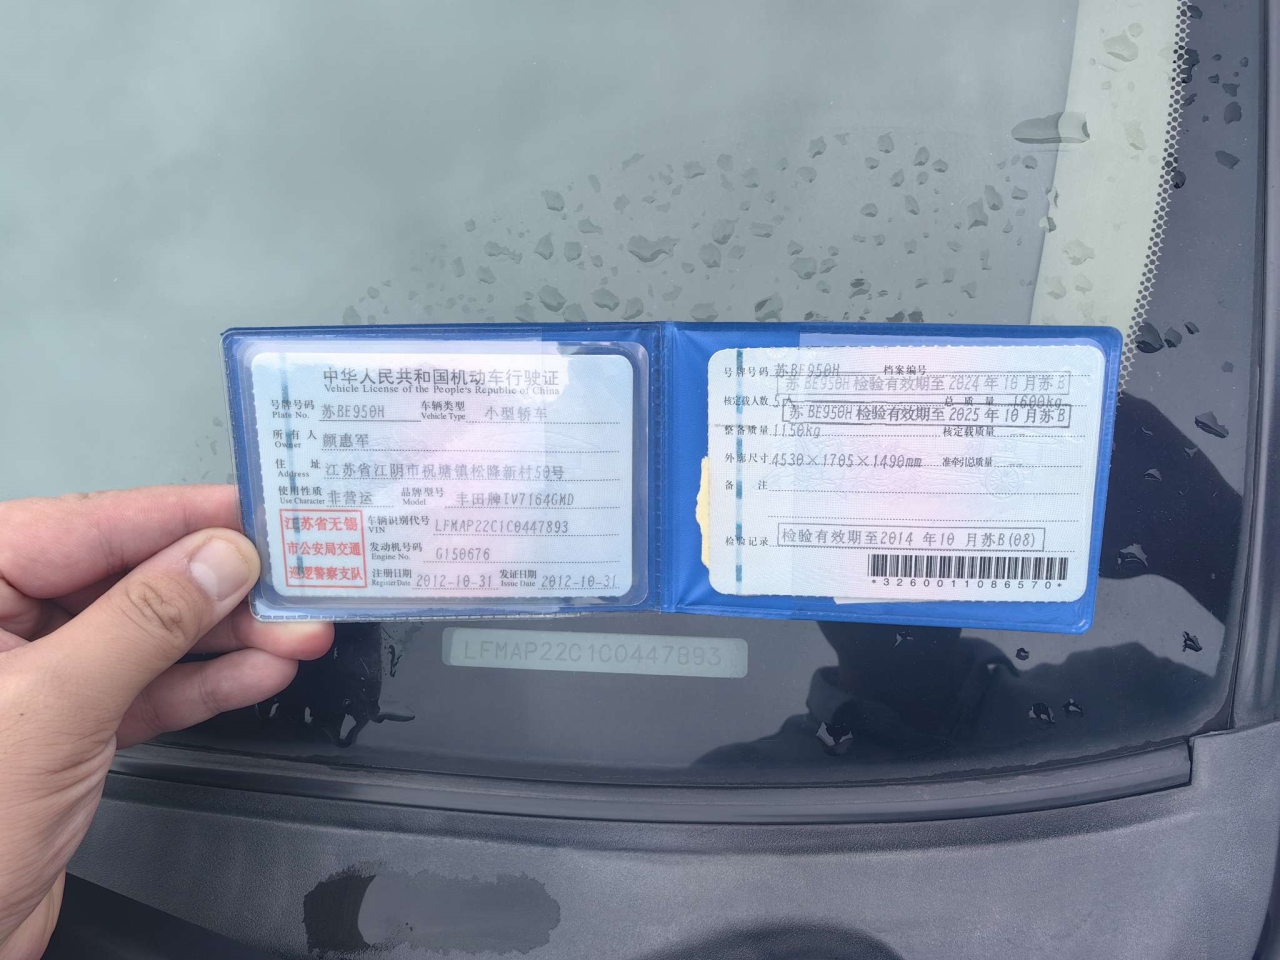 中华人民共和国机动车行驶证
Vehicle License of the People's Republic of China
号牌号码 苏BE950H 车辆类型 小型轿车
Plate No. Vehicle Type
所有人 颜惠军
Owner
住址 江苏省江阴市祝塘镇松隆新村50号
Address
使用性质 非营运 品牌型号 丰田牌IV7164GMD
Use Character Model
江苏省无锡
市公安局交通
巡逻警察支队
车辆识别代号 LFMAP22C1C0447893
VIN
发动机号码 G150676
Engine No.
注册日期 2012-10-31 发证日期 2012-10-31
Register Date Issue Date
号牌号码 苏BE950H 档案编号
苏BE950H 检验有效期至2024年10月苏B
核定载人数 5人 总质量 1600kg
苏BE950H 检验有效期至2025年10月苏B
整备质量 1150kg 核定载质量 --
外廓尺寸 4530×1705×1490mm 准牵引总质量 --
备注
检验记录 检验有效期至2014年10月苏B(08)
*3260011086570*
LFMAP22C1C0447893